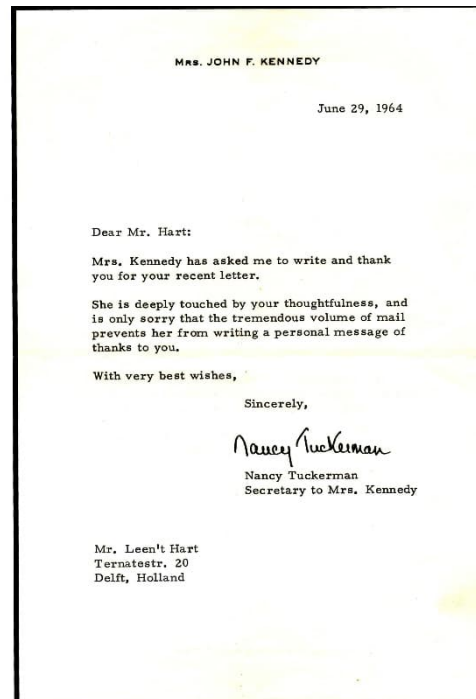 MRS. JOHN F. KENNEDY
June 29, 1964
Dear Mr. Hart:
Mrs. Kennedy has asked me to write and thank
you for your recent letter.
She is deeply touched by your thoughtfulness, and
is only sorry that the tremendous volume of mail
prevents her from writing a personal message of
thanks to you.
With very best wishes,
Sincerely,
Nancy Tuckerman
Nancy Tuckerman
Secretary to Mrs. Kennedy
Mr. Leen't Hart
Ternatestr. 20
Delft, Holland